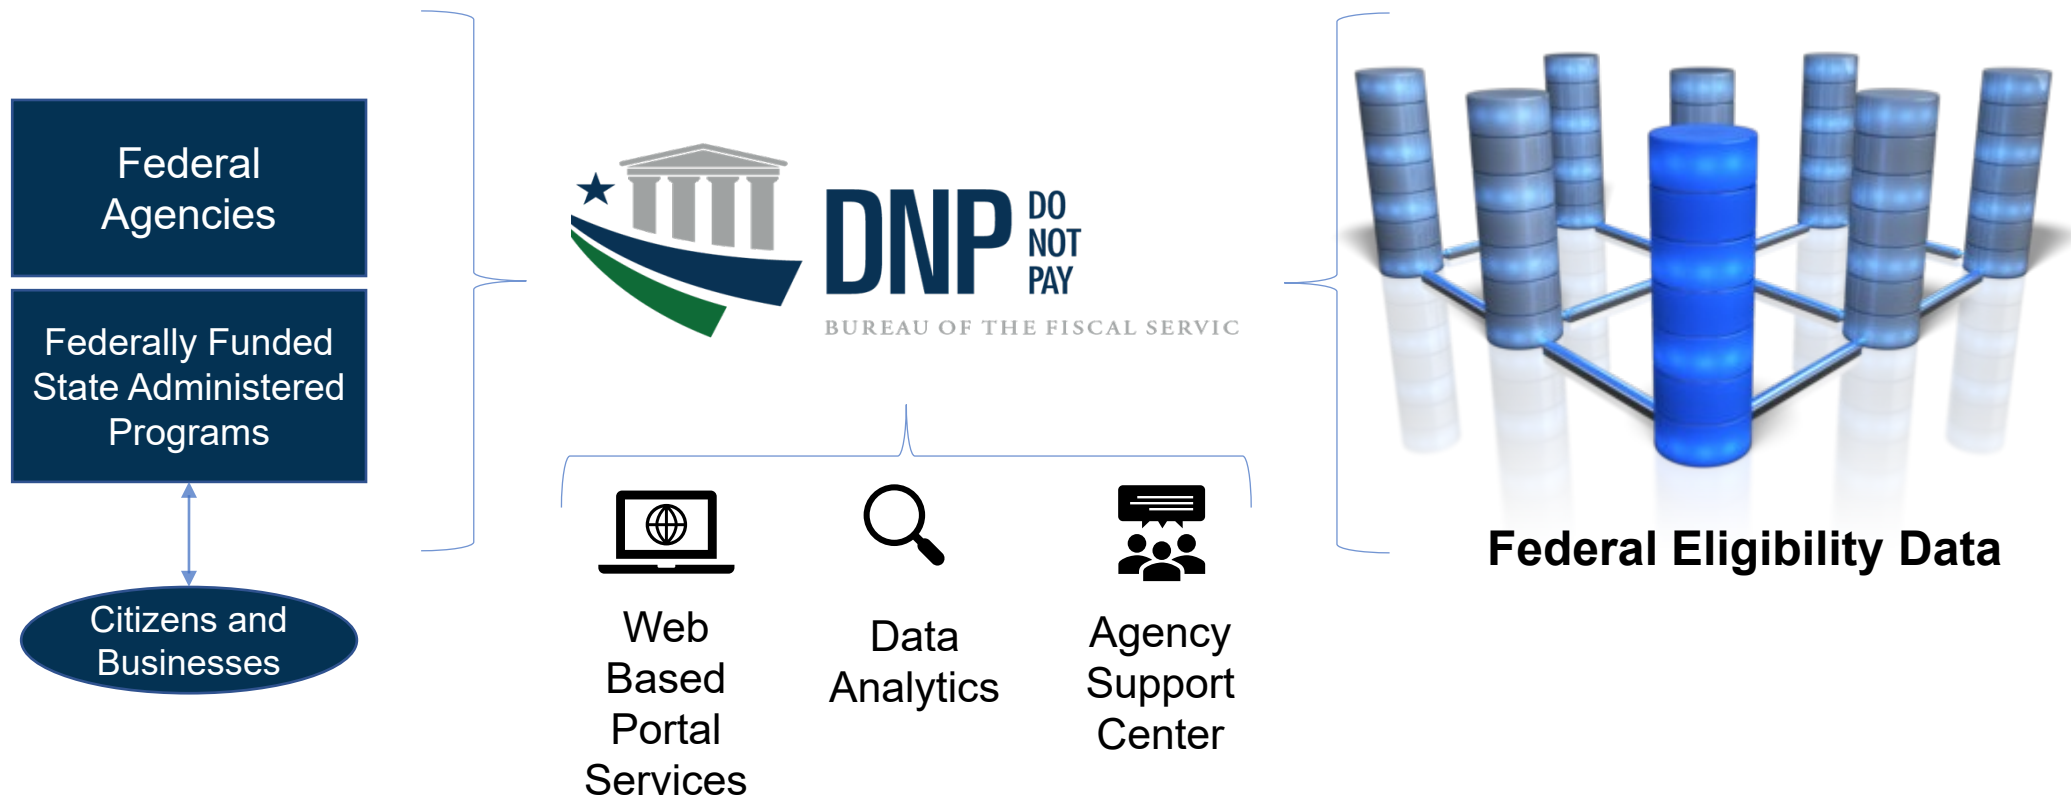 Federal
Agencies
Federally Funded
State Administered
Programs
Citizens and
Businesses
DNP
DO
NOT
PAY
BUREAU OF THE FISCAL SERVIC
Web
Based
Portal
Services
Data
Analytics
Agency
Support
Center
Federal Eligibility Data